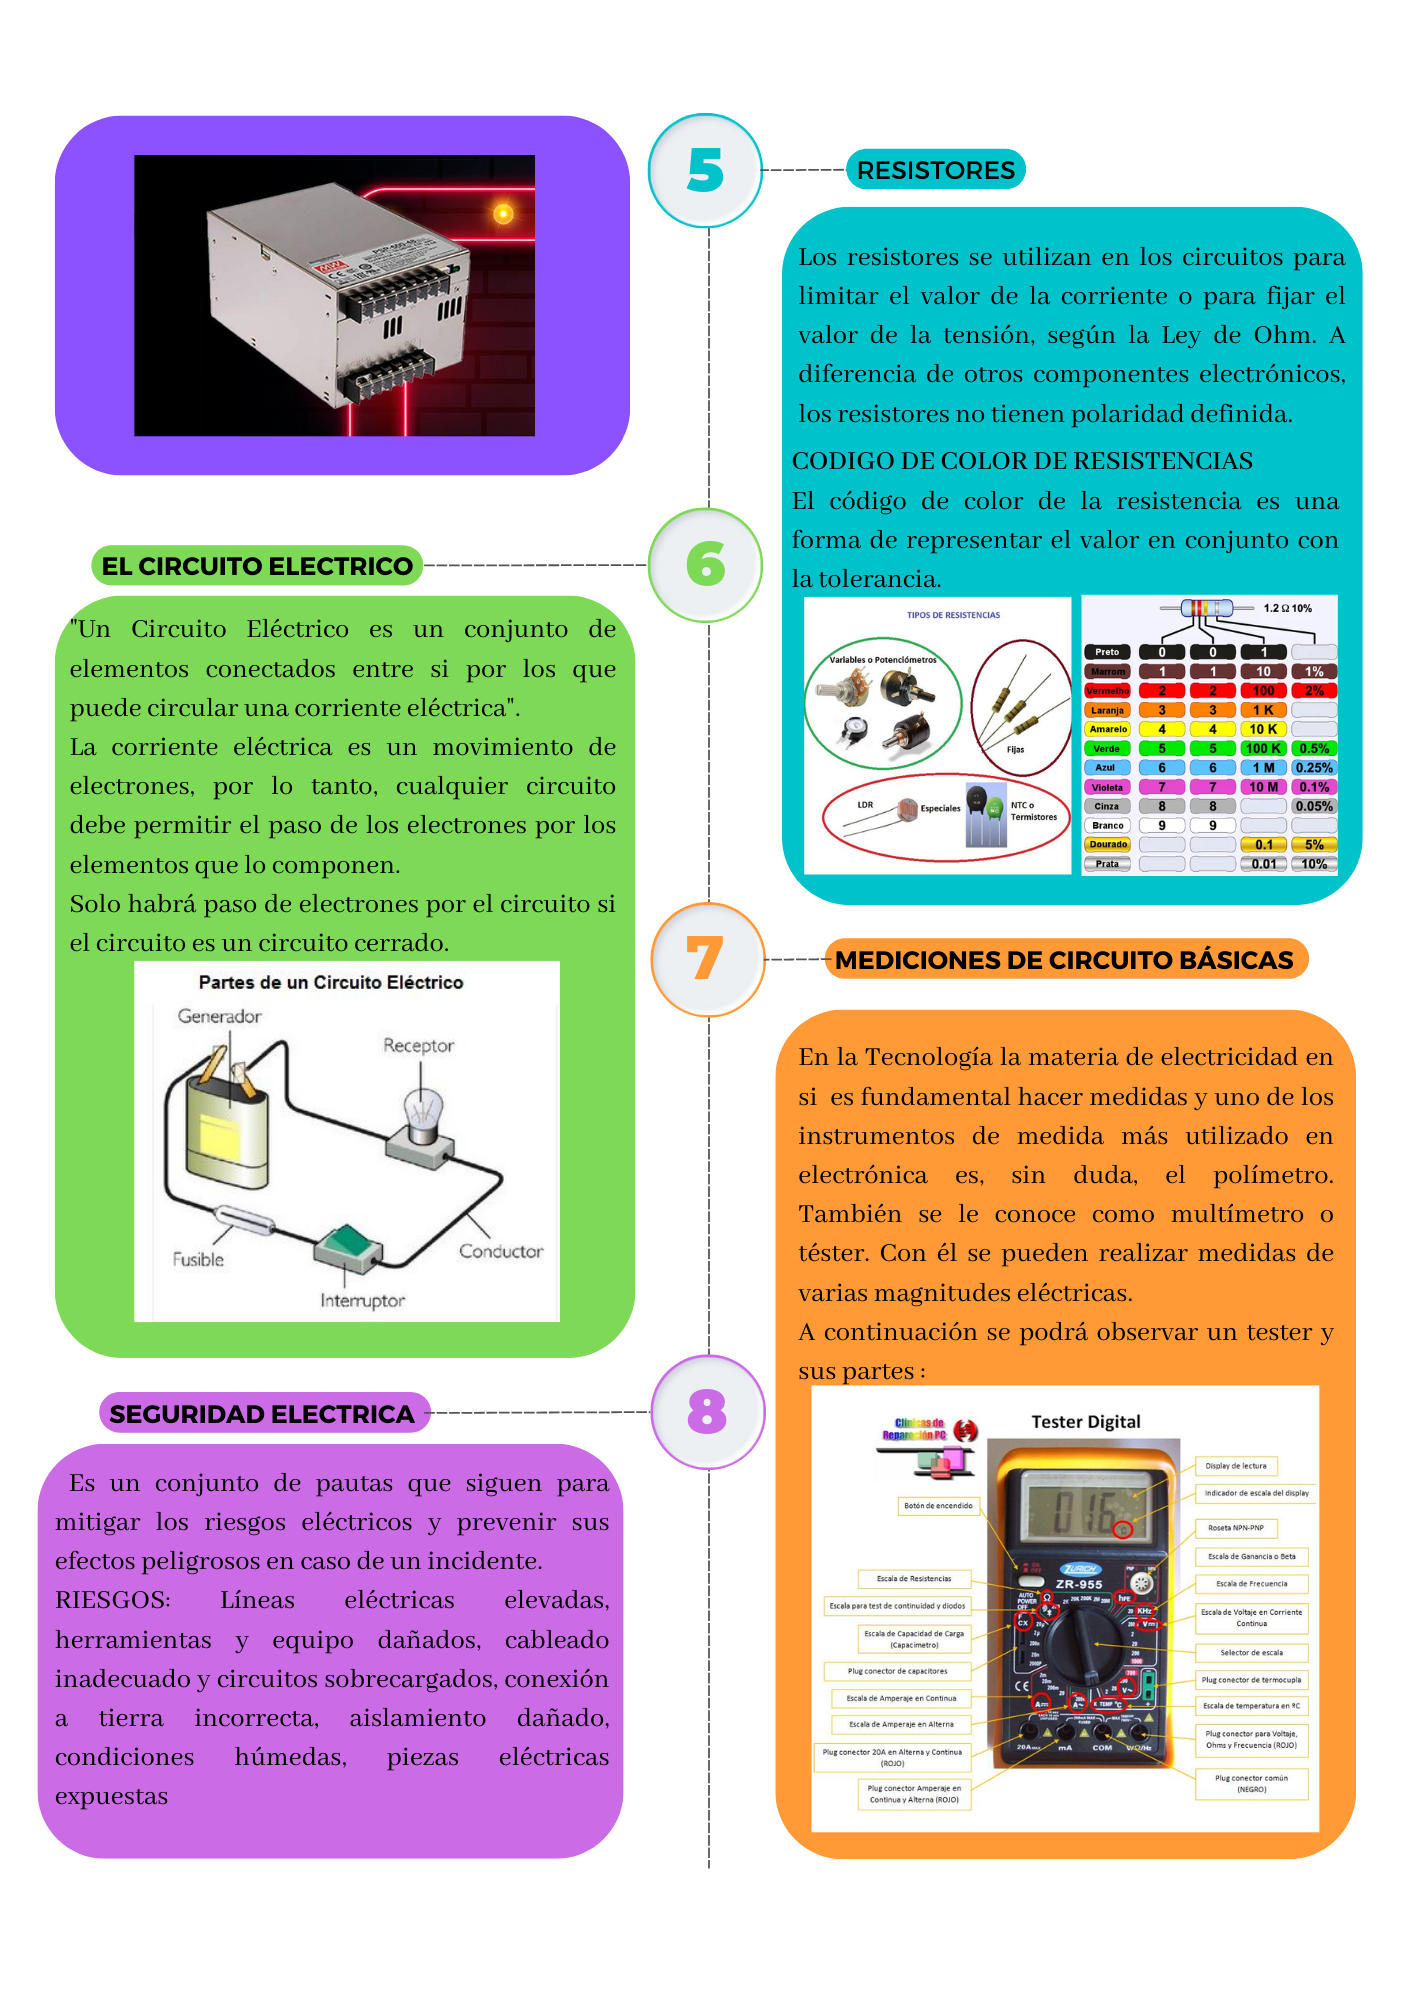 5
RESISTORES
Los resistores se utilizan en los circuitos para
limitar el valor de la corriente o para fijar el
valor de la tensión, según la Ley de Ohm. A
diferencia de otros componentes electrónicos,
los resistores no tienen polaridad definida.
CODIGO DE COLOR DE RESISTENCIAS
El código de color de la resistencia es una
forma de representar el valor en conjunto con
la tolerancia.
TIPOS DE RESISTENCIAS
Variables o Potenciómetros
Fijas
LDR
Especiales
NTC o
Termistores
1.2 Ω 10%
Preto 0 0 1
Marrom 1 1 10 1%
Vermelho 2 2 100 2%
Laranja 3 3 1 K
Amarelo 4 4 10 K
Verde 5 5 100 K 0.5%
Azul 6 6 1 M 0.25%
Violeta 7 7 10 M 0.1%
Cinza 8 8 0.05%
Branco 9 9
Dourado 0.1 5%
Prata 0.01 10%
6
EL CIRCUITO ELECTRICO
"Un Circuito Eléctrico es un conjunto de
elementos conectados entre si por los que
puede circular una corriente eléctrica".
La corriente eléctrica es un movimiento de
electrones, por lo tanto, cualquier circuito
debe permitir el paso de los electrones por los
elementos que lo componen.
Solo habrá paso de electrones por el circuito si
el circuito es un circuito cerrado.
Partes de un Circuito Eléctrico
Generador
Receptor
Fusible
Conductor
Interruptor
7
MEDICIONES DE CIRCUITO BÁSICAS
En la Tecnología la materia de electricidad en
si es fundamental hacer medidas y uno de los
instrumentos de medida más utilizado en
electrónica es, sin duda, el polímetro.
También se le conoce como multímetro o
téster. Con él se pueden realizar medidas de
varias magnitudes eléctricas.
A continuación se podrá observar un tester y
sus partes :
Clínicas de
Reparación PC
Tester Digital
Display de lectura
Indicador de escala del display
Botón de encendido
Roseta NPN-PNP
Escala de Ganancia o Beta
Escala de Resistencias
Escala de Frecuencia
Escala para test de continuidad y diodos
Escala de Voltaje en Corriente
Continua
Escala de Capacidad de Carga
(Capacimetro)
Selector de escala
Plug conector de capacitores
Plug conector de termocupla
Escala de Amperaje en Continua
Escala de temperatura en ºC
Escala de Amperaje en Alterna
Plug conector para Voltaje,
Ohms y Frecuencia (ROJO)
Plug conector 20A en Alterna y Continua
(ROJO)
Plug conector común
(NEGRO)
Plug conector Amperaje en
Continua y Alterna (ROJO)
ZURICH
ZR-955
AUTO
POWER
OFF
hFE
KHz
CX
TEMP °C
20A
mA
COM
VΩ/Hz
8
SEGURIDAD ELECTRICA
Es un conjunto de pautas que siguen para
mitigar los riesgos eléctricos y prevenir sus
efectos peligrosos en caso de un incidente.
RIESGOS: Líneas eléctricas elevadas,
herramientas y equipo dañados, cableado
inadecuado y circuitos sobrecargados, conexión
a tierra incorrecta, aislamiento dañado,
condiciones húmedas, piezas eléctricas
expuestas